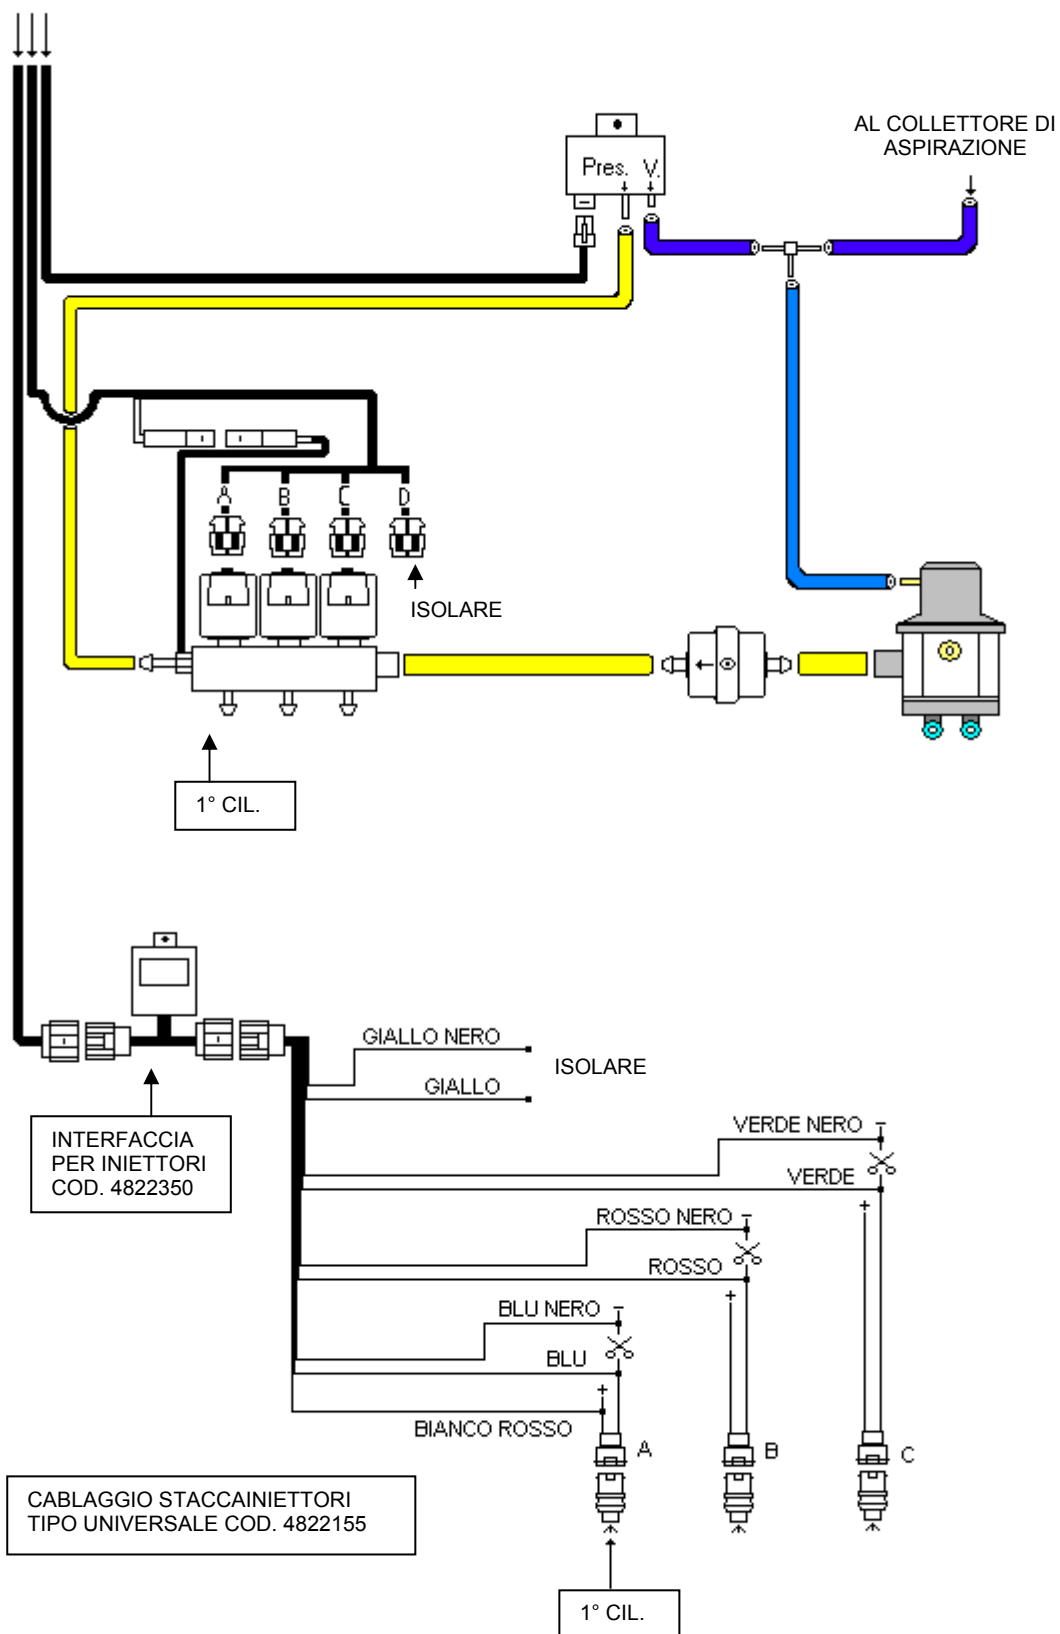 AL COLLETTORE DI
ASPIRAZIONE
Pres. V.
A B C D
ISOLARE
1° CIL.
GIALLO NERO
ISOLARE
GIALLO
INTERFACCIA
PER INIETTORI
COD. 4822350
VERDE NERO -
VERDE
+
ROSSO NERO -
ROSSO
+
BLU NERO -
BLU
+
BIANCO ROSSO
A
B
C
CABLAGGIO STACCAINIETTORI
TIPO UNIVERSALE COD. 4822155
1° CIL.